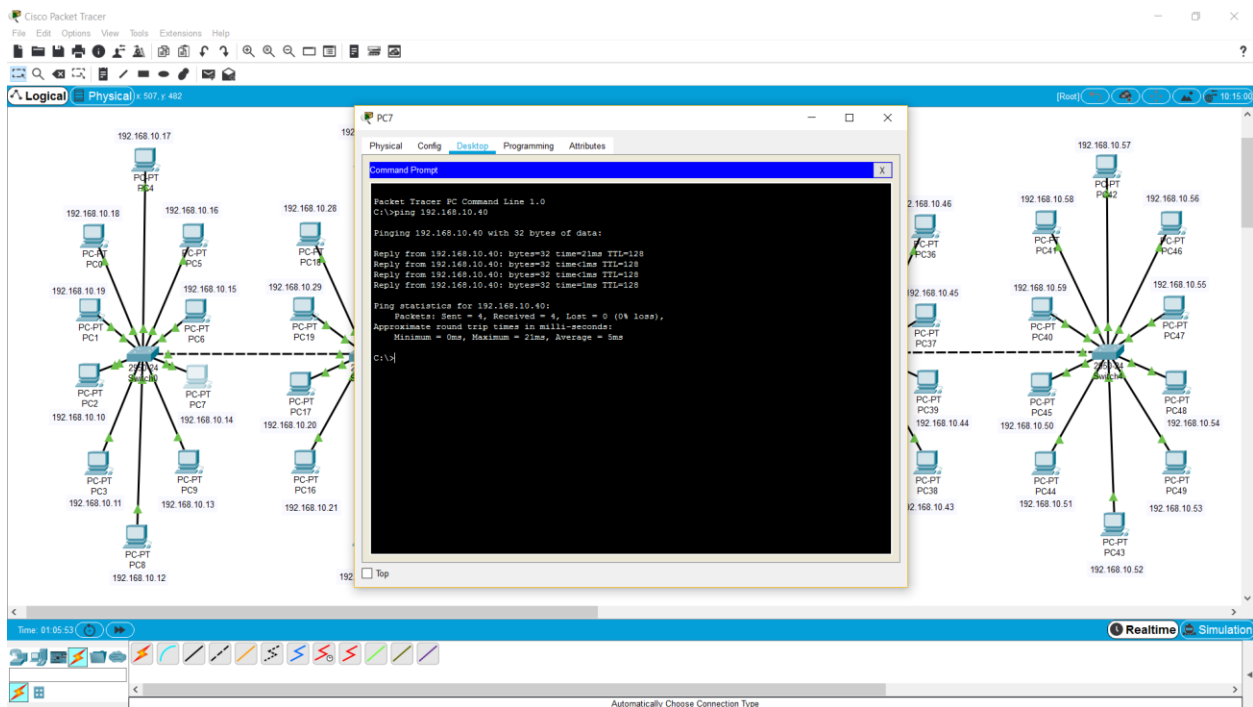 Cisco Packet Tracer
File Edit Options View Tools Extensions Help
?
Logical Physical x: 507, y: 482
[Root] 10:15:00
PC7
Physical Config Desktop Programming Attributes
Command Prompt X
Packet Tracer PC Command Line 1.0
C:\>ping 192.168.10.40
Pinging 192.168.10.40 with 32 bytes of data:
Reply from 192.168.10.40: bytes=32 time=21ms TTL=128
Reply from 192.168.10.40: bytes=32 time<1ms TTL=128
Reply from 192.168.10.40: bytes=32 time<1ms TTL=128
Reply from 192.168.10.40: bytes=32 time=1ms TTL=128
Ping statistics for 192.168.10.40:
Packets: Sent = 4, Received = 4, Lost = 0 (0% loss),
Approximate round trip times in milli-seconds:
Minimum = 0ms, Maximum = 21ms, Average = 5ms
C:\>
Top
192.168.10.17
PC-PT
PC4
192.168.10.18
PC-PT
PC0
192.168.10.16
PC-PT
PC5
192.168.10.19
PC-PT
PC1
192.168.10.15
PC-PT
PC6
2950-24
Switch0
PC-PT
PC2
192.168.10.10
PC-PT
PC7
192.168.10.14
PC-PT
PC3
192.168.10.11
PC-PT
PC9
192.168.10.13
PC-PT
PC8
192.168.10.12
192
192.168.10.28
PC-PT
PC18
192.168.10.29
PC-PT
PC19
PC-PT
PC17
192.168.10.20
PC-PT
PC16
192.168.10.21
192
2.168.10.46
PC-PT
PC36
92.168.10.45
PC-PT
PC37
PC-PT
PC39
192.168.10.44
PC-PT
PC38
2.168.10.43
192.168.10.57
PC-PT
PC42
192.168.10.58
PC-PT
PC41
192.168.10.56
PC-PT
PC46
192.168.10.59
PC-PT
PC40
192.168.10.55
PC-PT
PC47
2950-24
PC-PT
PC45
192.168.10.50
PC-PT
PC48
192.168.10.54
PC-PT
PC44
192.168.10.51
PC-PT
PC49
192.168.10.53
PC-PT
PC43
192.168.10.52
Time: 01:05:53
Realtime Simulation
Automatically Choose Connection Type